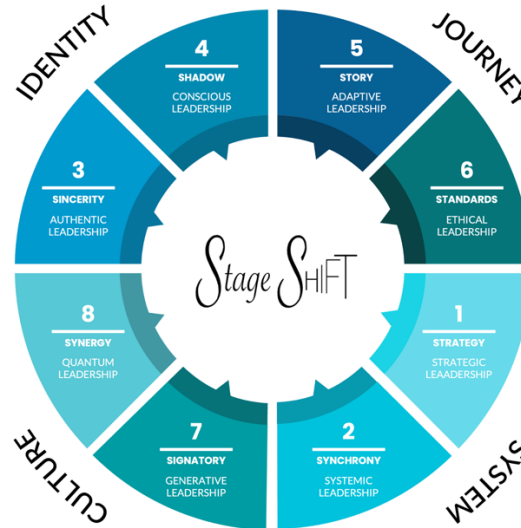 IDENTITY
JOURNEY
4
SHADOW
CONSCIOUS
LEADERSHIP
5
STORY
ADAPTIVE
LEADERSHIP
3
SINCERITY
AUTHENTIC
LEADERSHIP
6
STANDARDS
ETHICAL
LEADERSHIP
Stage SHIFT
8
SYNERGY
QUANTUM
LEADERSHIP
1
STRATEGY
STRATEGIC
LEAADERSHIP
7
SIGNATORY
GENERATIVE
LEADERSHIP
2
SYNCHRONY
SYSTEMIC
LEADERSHIP
CULTURE
SYSTEM